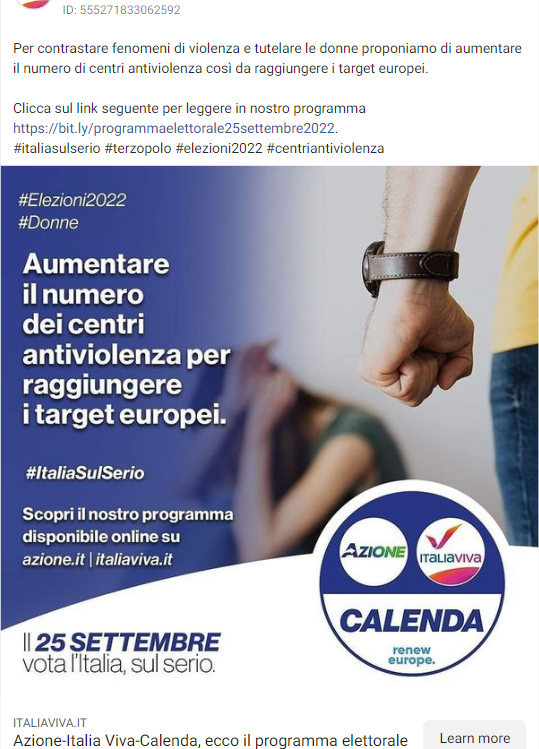 ID: 555271833062592
Per contrastare fenomeni di violenza e tutelare le donne proponiamo di aumentare
il numero di centri antiviolenza così da raggiungere i target europei.
Clicca sul link seguente per leggere in nostro programma
https://bit.ly/programmaelettorale25settembre2022.
#italiasulserio #terzopolo #elezioni2022 #centriantiviolenza
#Elezioni2022
#Donne
Aumentare
il numero
dei centri
antiviolenza per
raggiungere
i target europei.
#ItaliaSulSerio
Scopri il nostro programma
disponibile online su
azione.it | italiaviva.it
AZIONE
ITALIAVIVA
CALENDA
renew
europe.
Il 25 SETTEMBRE
vota l'Italia, sul serio.
ITALIAVIVA.IT
Azione-Italia Viva-Calenda, ecco il programma elettorale
Learn more